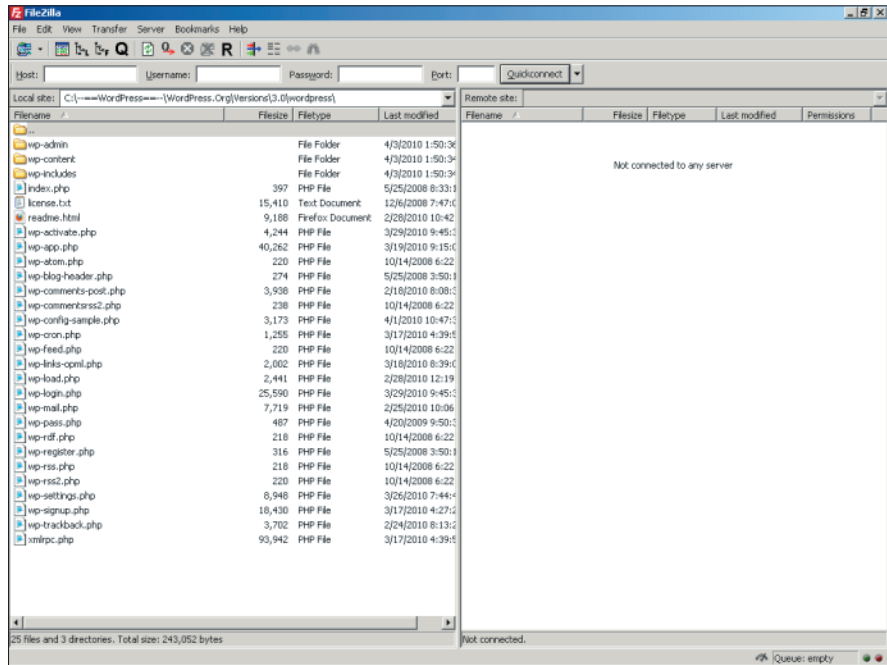 FileZilla
File Edit View Transfer Server Bookmarks Help
Host: Username: Password: Port: Quickconnect
Local site: C:\--==WordPress==--\WordPress.Org\Versions\3.0\wordpress\ Remote site:
Filename Filesize Filetype Last modified Filename Filesize Filetype Last modified Permissions
..
wp-admin File Folder 4/3/2010 1:50:36
wp-content File Folder 4/3/2010 1:50:34
Not connected to any server
wp-includes File Folder 4/3/2010 1:50:34
index.php 397 PHP File 5/25/2008 8:33:1
license.txt 15,410 Text Document 12/6/2008 7:47:0
readme.html 9,188 Firefox Document 2/28/2010 10:42
wp-activate.php 4,244 PHP File 3/29/2010 9:45:3
wp-app.php 40,262 PHP File 3/19/2010 9:15:0
wp-atom.php 220 PHP File 10/14/2008 6:22
wp-blog-header.php 274 PHP File 5/25/2008 3:50:1
wp-comments-post.php 3,938 PHP File 2/18/2010 8:08:3
wp-commentsrss2.php 238 PHP File 10/14/2008 6:22
wp-config-sample.php 3,173 PHP File 4/1/2010 10:47:3
wp-cron.php 1,255 PHP File 3/17/2010 4:39:5
wp-feed.php 220 PHP File 10/14/2008 6:22
wp-links-opml.php 2,002 PHP File 3/18/2010 8:39:0
wp-load.php 2,441 PHP File 2/28/2010 12:19
wp-login.php 25,590 PHP File 3/29/2010 9:45:3
wp-mail.php 7,719 PHP File 2/25/2010 10:06
wp-pass.php 487 PHP File 4/20/2009 9:50:3
wp-rdf.php 218 PHP File 10/14/2008 6:22
wp-register.php 316 PHP File 5/25/2008 3:50:1
wp-rss.php 218 PHP File 10/14/2008 6:22
wp-rss2.php 220 PHP File 10/14/2008 6:22
wp-settings.php 8,948 PHP File 3/26/2010 7:44:4
wp-signup.php 18,430 PHP File 3/17/2010 4:27:2
wp-trackback.php 3,702 PHP File 2/24/2010 8:13:2
xmlrpc.php 93,942 PHP File 3/17/2010 4:39:5
25 files and 3 directories. Total size: 243,052 bytes Not connected.
Queue: empty